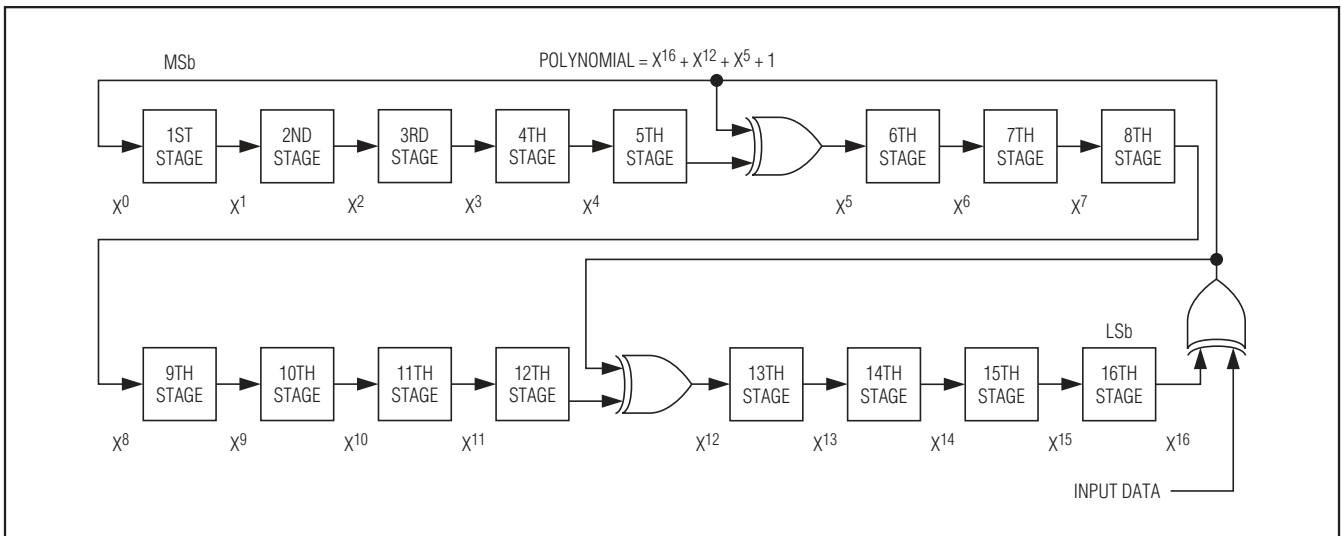 MSb
POLYNOMIAL = X¹⁶ + X¹² + X⁵ + 1
1ST
STAGE
2ND
STAGE
3RD
STAGE
4TH
STAGE
5TH
STAGE
6TH
STAGE
7TH
STAGE
8TH
STAGE
X⁰
X¹
X²
X³
X⁴
X⁵
X⁶
X⁷
LSb
9TH
STAGE
10TH
STAGE
11TH
STAGE
12TH
STAGE
13TH
STAGE
14TH
STAGE
15TH
STAGE
16TH
STAGE
X⁸
X⁹
X¹⁰
X¹¹
X¹²
X¹³
X¹⁴
X¹⁵
X¹⁶
INPUT DATA